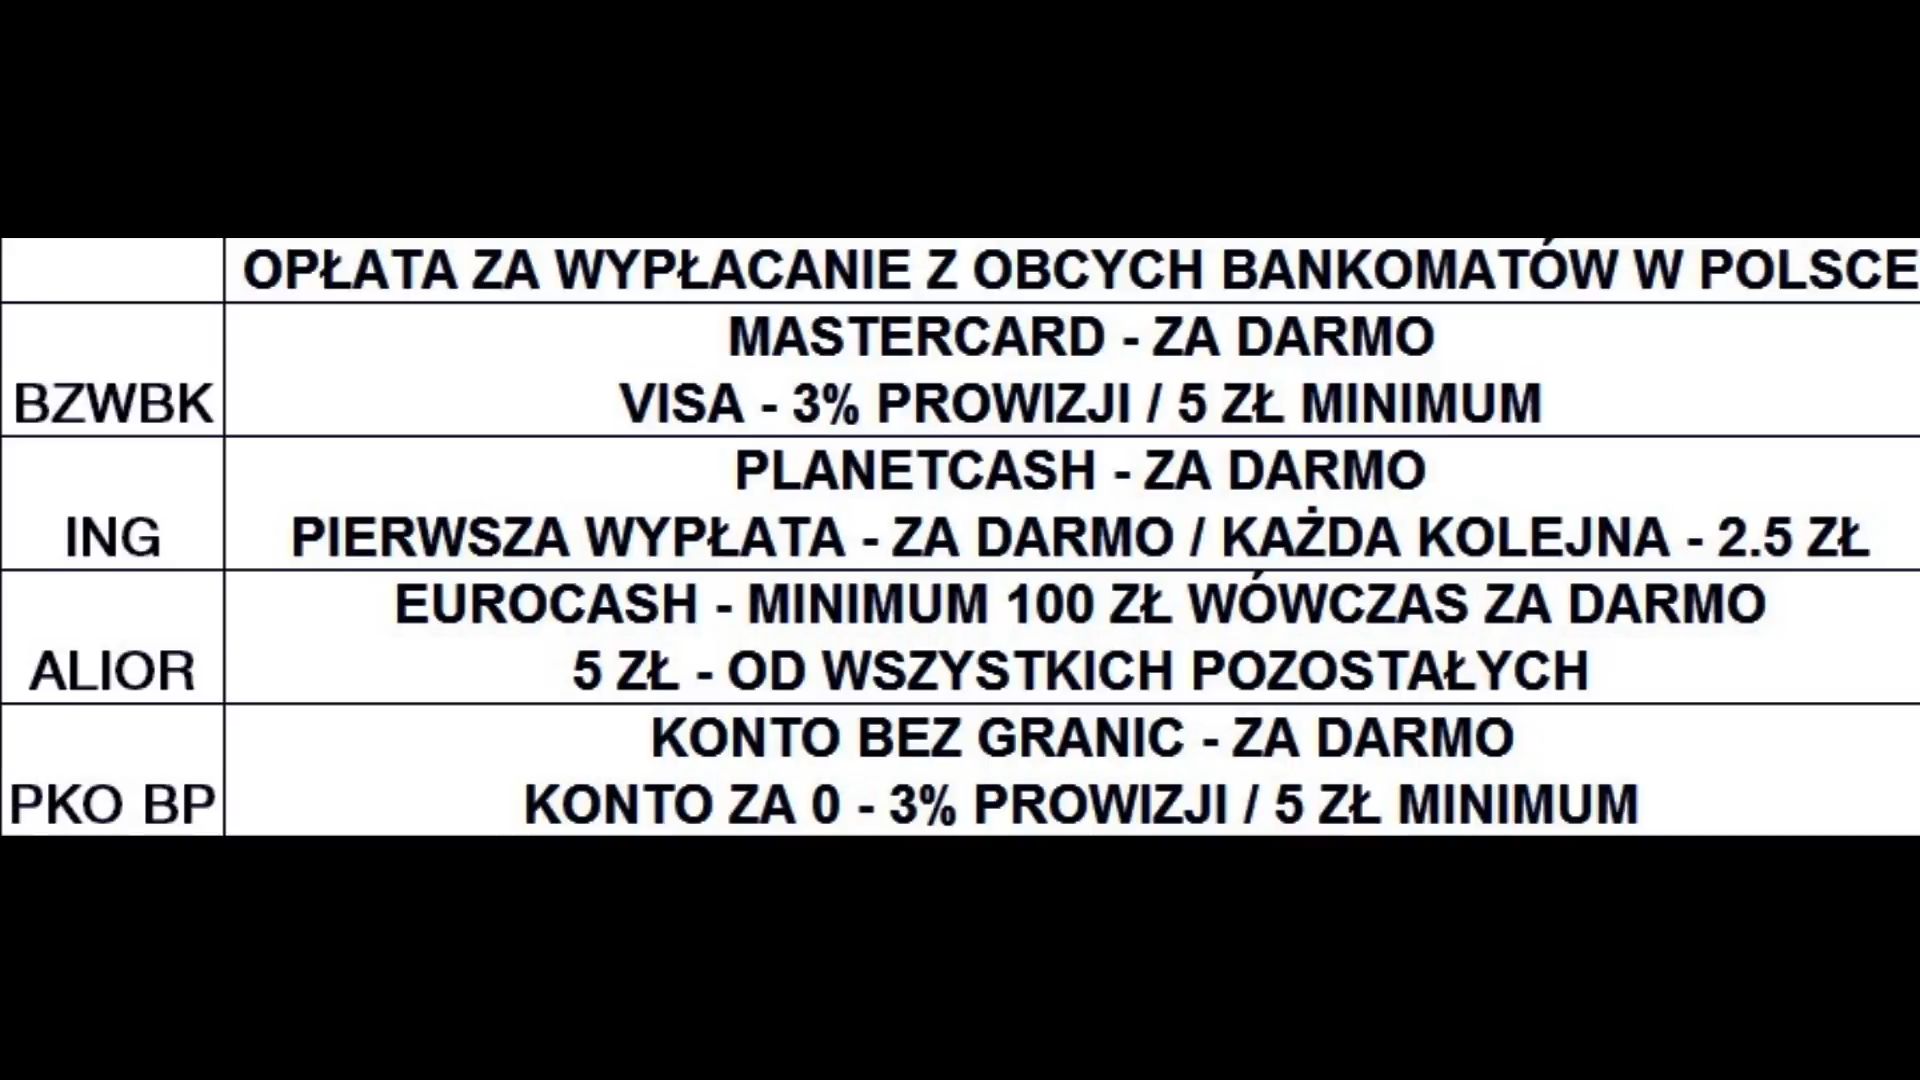 OPŁATA ZA WYPŁACANIE Z OBCYCH BANKOMATÓW W POLSCE
MASTERCARD - ZA DARMO
BZWBK VISA - 3% PROWIZJI / 5 ZŁ MINIMUM
PLANETCASH - ZA DARMO
ING PIERWSZA WYPŁATA - ZA DARMO / KAŻDA KOLEJNA - 2.5 ZŁ
EUROCASH - MINIMUM 100 ZŁ WÓWCZAS ZA DARMO
ALIOR 5 ZŁ - OD WSZYSTKICH POZOSTAŁYCH
KONTO BEZ GRANIC - ZA DARMO
PKO BP KONTO ZA 0 - 3% PROWIZJI / 5 ZŁ MINIMUM